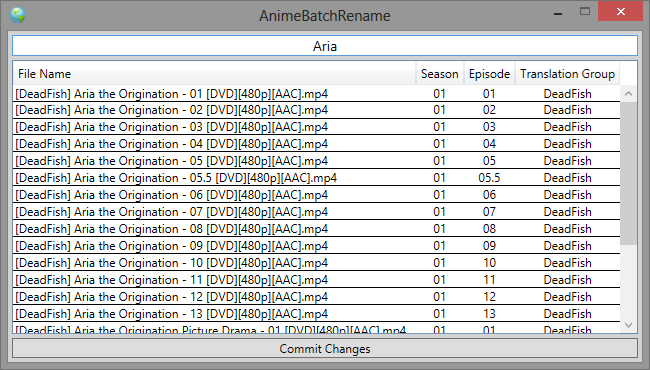 AnimeBatchRename
Aria
File Name Season Episode Translation Group
[DeadFish] Aria the Origination - 01 [DVD][480p][AAC].mp4 01 01 DeadFish
[DeadFish] Aria the Origination - 02 [DVD][480p][AAC].mp4 01 02 DeadFish
[DeadFish] Aria the Origination - 03 [DVD][480p][AAC].mp4 01 03 DeadFish
[DeadFish] Aria the Origination - 04 [DVD][480p][AAC].mp4 01 04 DeadFish
[DeadFish] Aria the Origination - 05 [DVD][480p][AAC].mp4 01 05 DeadFish
[DeadFish] Aria the Origination - 05.5 [DVD][480p][AAC].mp4 01 05.5 DeadFish
[DeadFish] Aria the Origination - 06 [DVD][480p][AAC].mp4 01 06 DeadFish
[DeadFish] Aria the Origination - 07 [DVD][480p][AAC].mp4 01 07 DeadFish
[DeadFish] Aria the Origination - 08 [DVD][480p][AAC].mp4 01 08 DeadFish
[DeadFish] Aria the Origination - 09 [DVD][480p][AAC].mp4 01 09 DeadFish
[DeadFish] Aria the Origination - 10 [DVD][480p][AAC].mp4 01 10 DeadFish
[DeadFish] Aria the Origination - 11 [DVD][480p][AAC].mp4 01 11 DeadFish
[DeadFish] Aria the Origination - 12 [DVD][480p][AAC].mp4 01 12 DeadFish
[DeadFish] Aria the Origination - 13 [DVD][480p][AAC].mp4 01 13 DeadFish
[DeadFish] Aria the Origination Picture Drama - 01 [DVD][480p][AAC].mp4 01 01 DeadFish
Commit Changes